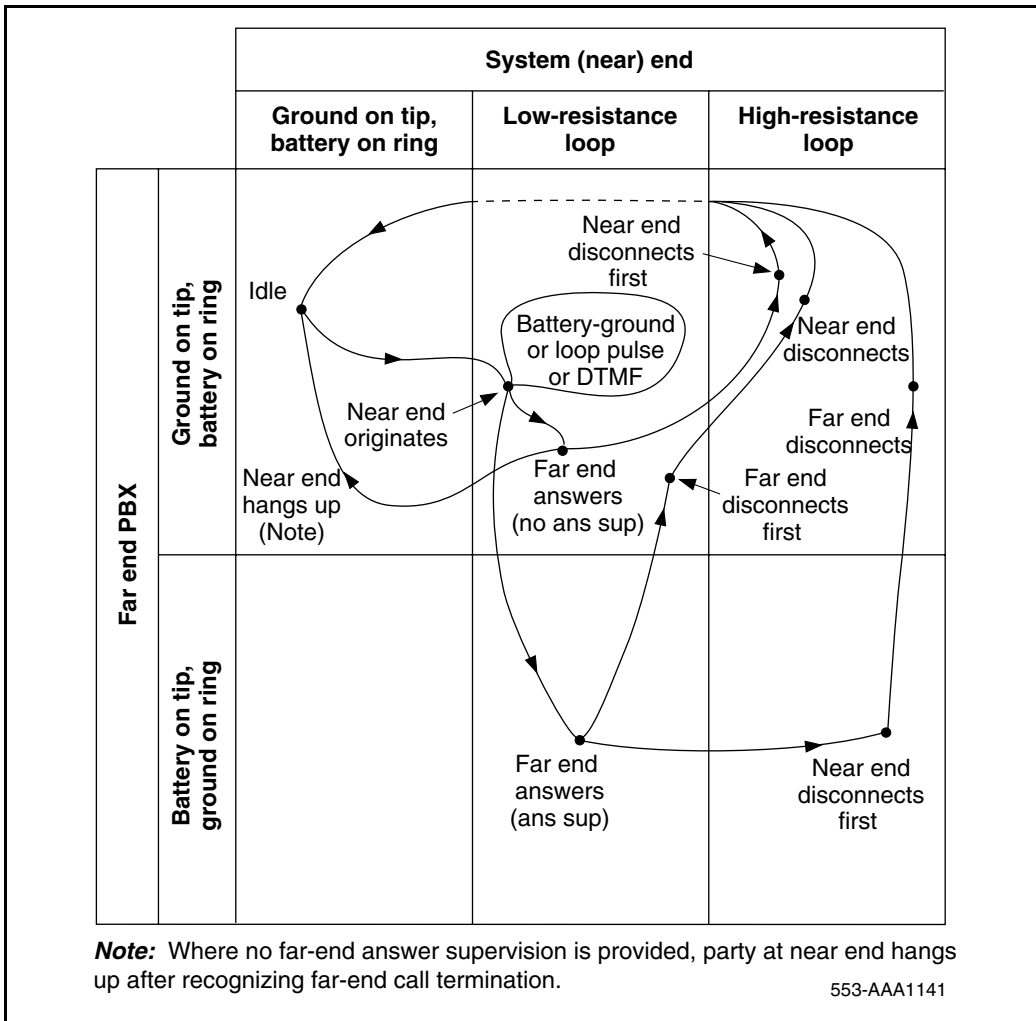 System (near) end
Ground on tip,
battery on ring
Low-resistance
loop
High-resistance
loop
Far end PBX
Ground on tip,
battery on ring
Battery on tip,
ground on ring
Idle
Near end
disconnects
first
Battery-ground
or loop pulse
or DTMF
Near end
disconnects
Near end
originates
Far end
disconnects
Near end
hangs up
(Note)
Far end
answers
(no ans sup)
Far end
disconnects
first
Far end
answers
(ans sup)
Near end
disconnects
first
Note: Where no far-end answer supervision is provided, party at near end hangs
up after recognizing far-end call termination.
553-AAA1141